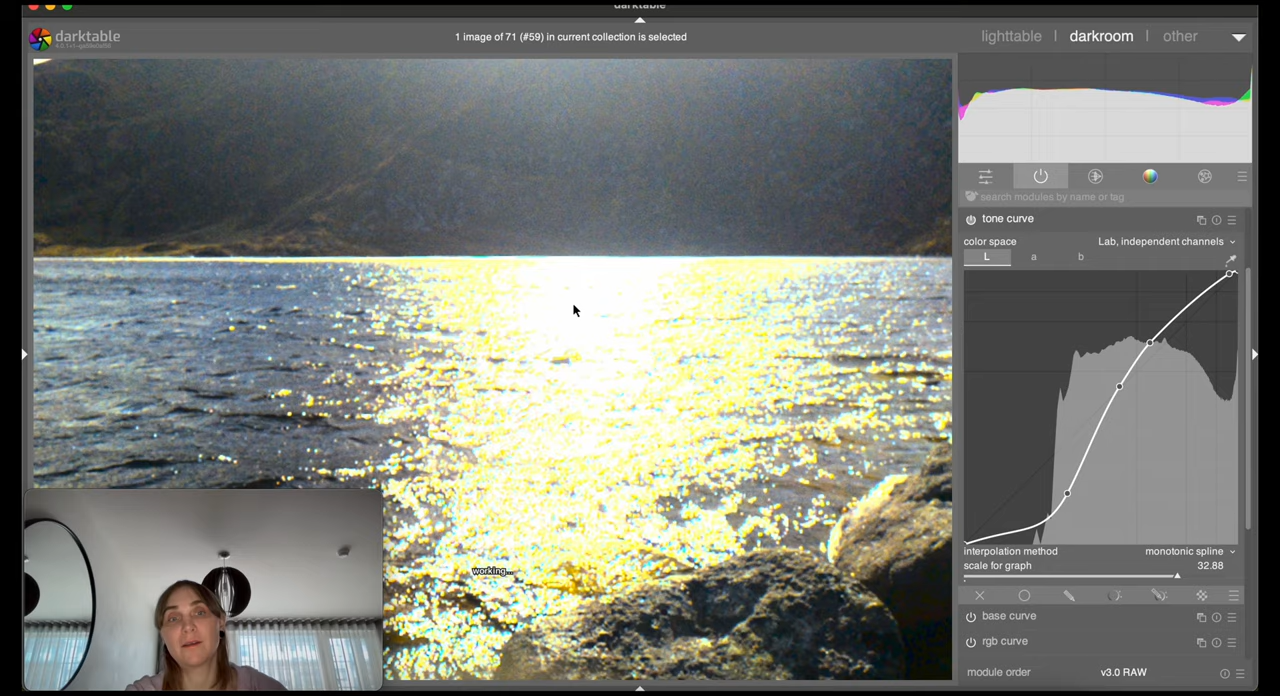 darktable
darktable
1 image of 71 (#59) in current collection is selected
lighttable | darkroom | other
search modules by name or tag
tone curve
color space Lab, independent channels
L a b
working...
interpolation method monotonic spline
scale for graph 32.88
base curve
rgb curve
module order v3.0 RAW